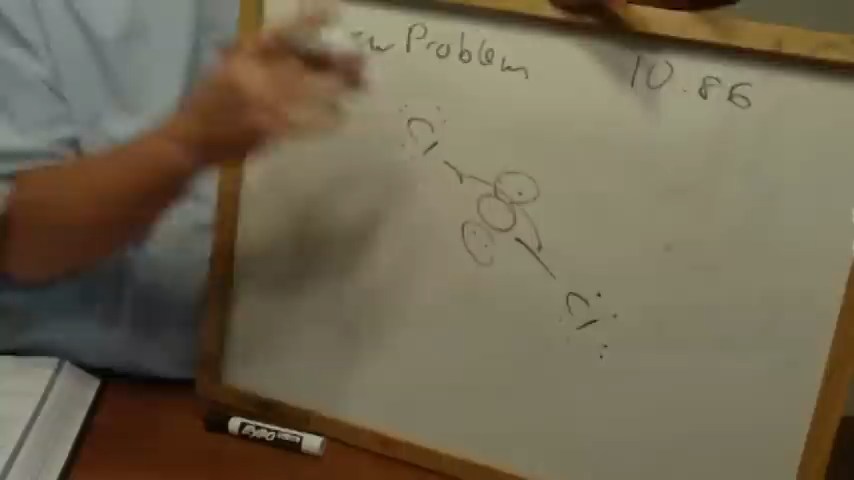 Problem
10.86
Cl
O
Cl
EXPO